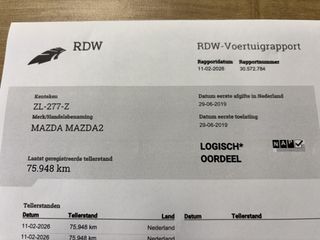 RDW
RDW-Voertuigrapport
Rapportdatum Rapportnummer
11-02-2026 30.572.784
Kenteken
ZL-277-Z
Merk/Handelsbenaming
MAZDA MAZDA2
Datum eerste afgifte in Nederland
29-06-2019
Datum eerste toelating
29-06-2019
Laatst geregistreerde tellerstand
75.948 km
LOGISCH*
OORDEEL
NAP
Tellerstanden
Datum Tellerstand Land Datum Tellerstand
11-02-2026 75.948 km Nederland
11-02-2026 75.948 km Nederland